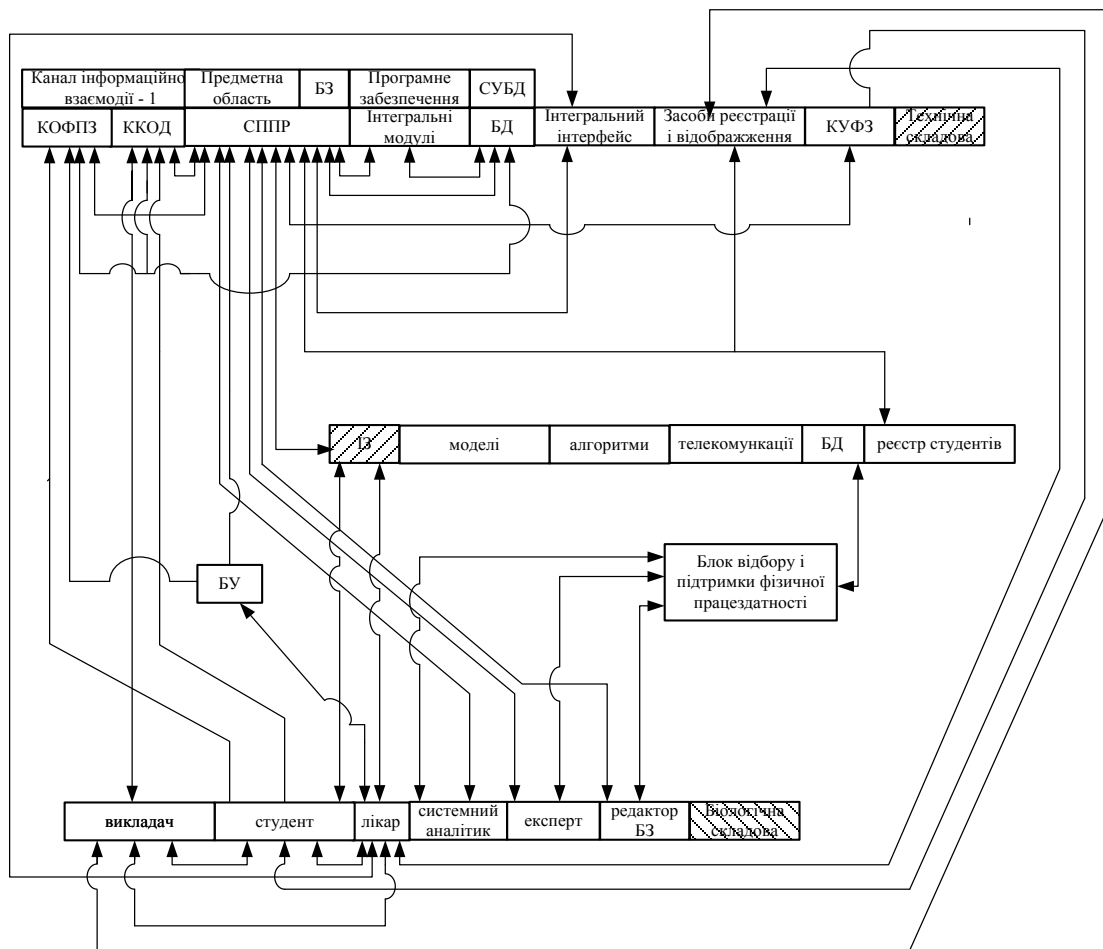 Канал інформаційно
взаємодії - 1
Предметна
область
БЗ
Програмне
забезпечення
СУБД
КОФПЗ
ККОД
СППР
Інтегральні
модулі
БД
Інтегральний
інтерфейс
Засоби реєстрації
і відображження
КУФЗ
Технічна
складова
ІЗ
моделі
алгоритми
телекомункації
БД
реєстр студентів
Блок відбору і
підтримки фізичної
працездатності
БУ
викладач
студент
лікар
системний
аналітик
експерт
редактор
БЗ
Біологічна
складова